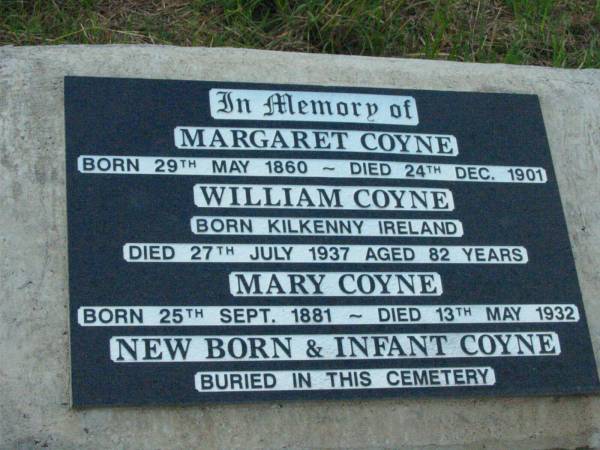 In Memory of
MARGARET COYNE
BORN 29TH MAY 1860 ~ DIED 24TH DEC. 1901
WILLIAM COYNE
BORN KILKENNY IRELAND
DIED 27TH JULY 1937 AGED 82 YEARS
MARY COYNE
BORN 25TH SEPT. 1881 ~ DIED 13TH MAY 1932
NEW BORN & INFANT COYNE
BURIED IN THIS CEMETERY